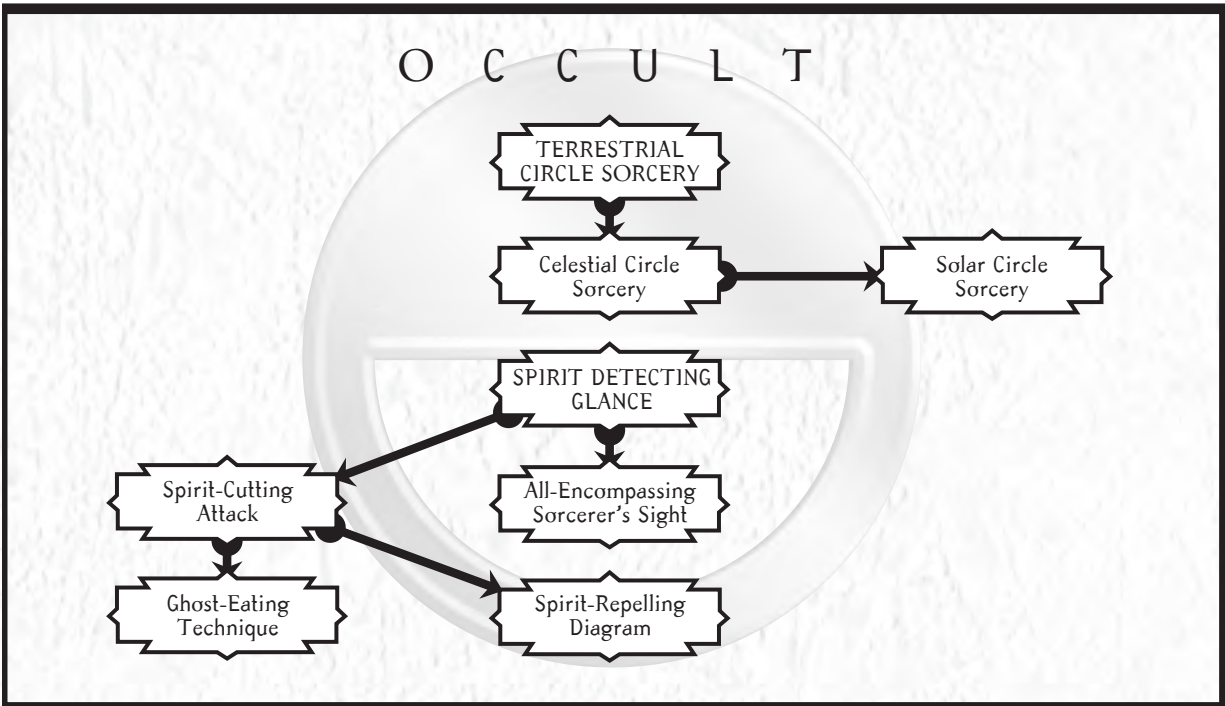 OCCULT
TERRESTRIAL
CIRCLE SORCERY
Celestial Circle
Sorcery
Solar Circle
Sorcery
SPIRIT DETECTING
GLANCE
Spirit-Cutting
Attack
All-Encompassing
Sorcerer's Sight
Ghost-Eating
Technique
Spirit-Repelling
Diagram